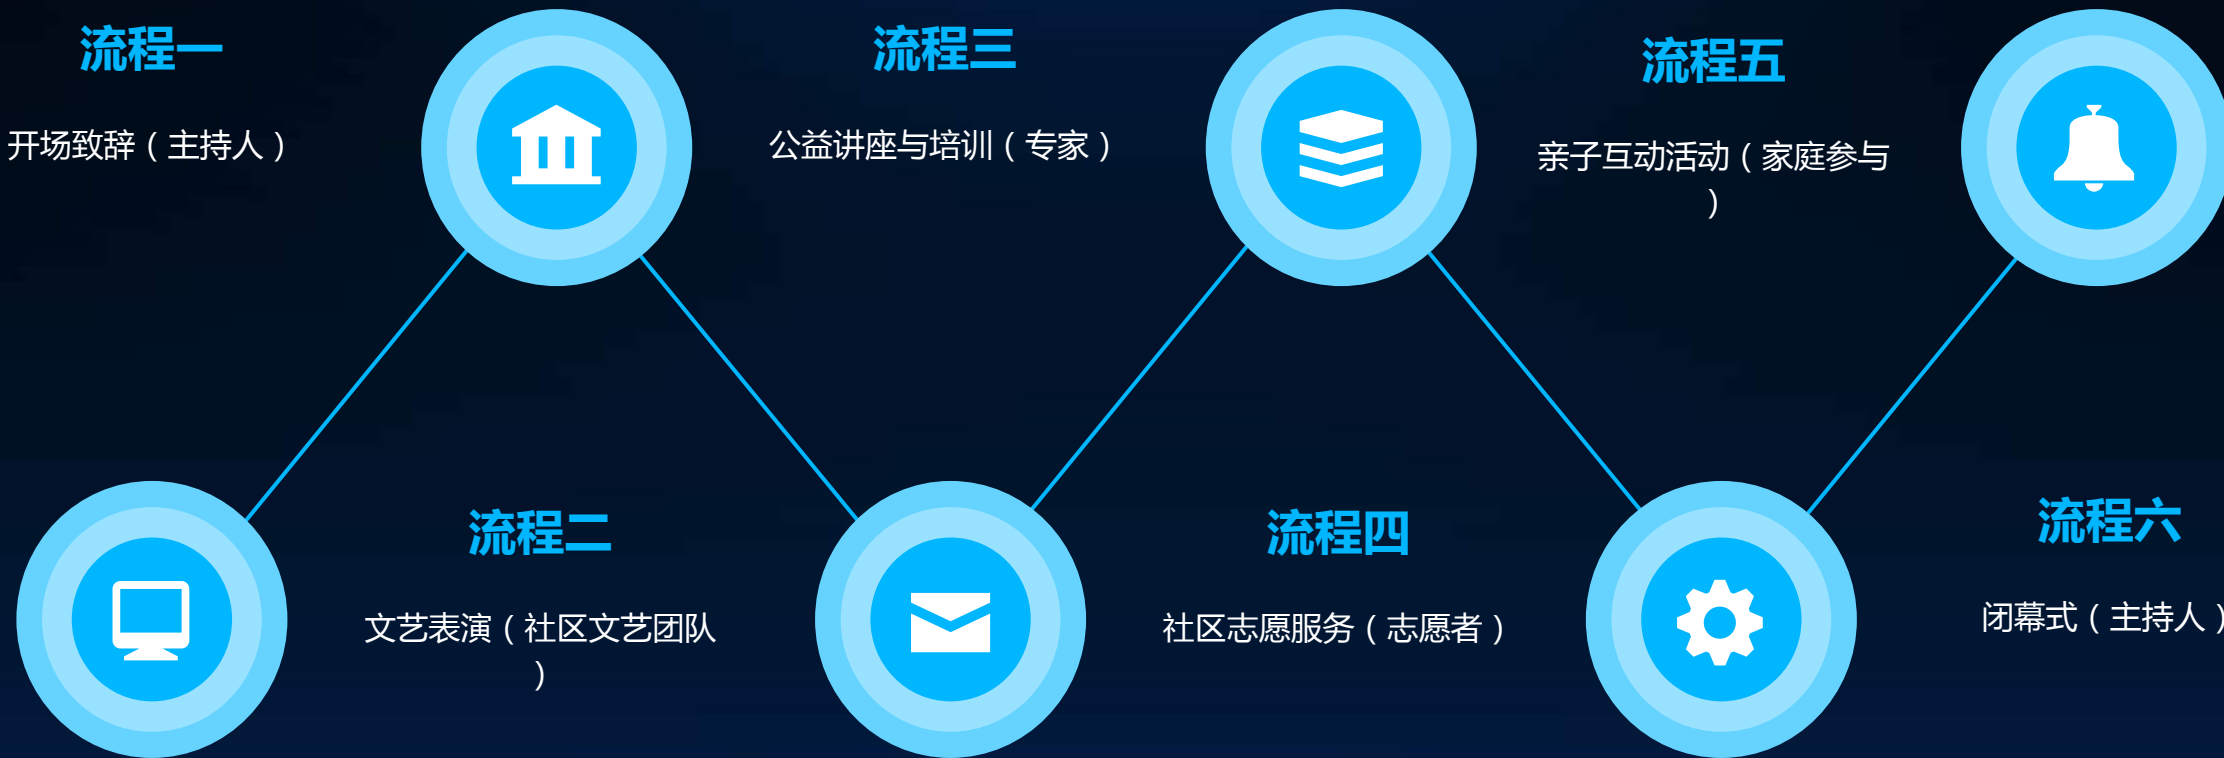 流程一
开场致辞（主持人）
流程二
文艺表演（社区文艺团队
）
流程三
公益讲座与培训（专家）
流程四
社区志愿服务（志愿者）
流程五
亲子互动活动（家庭参与
）
流程六
闭幕式（主持人）